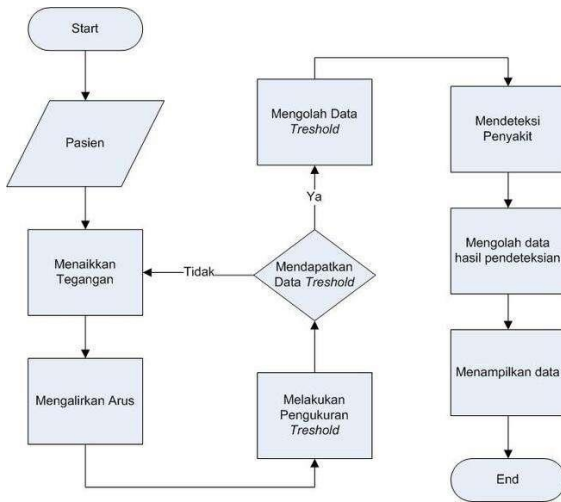 Start
Pasien
Menaikkan
Tegangan
Mengalirkan Arus
Melakukan
Pengukuran
Treshold
Mendapatkan
Data Treshold
Tidak
Ya
Mengolah Data
Treshold
Mendeteksi
Penyakit
Mengolah data
hasil pendeteksian
Menampilkan data
End